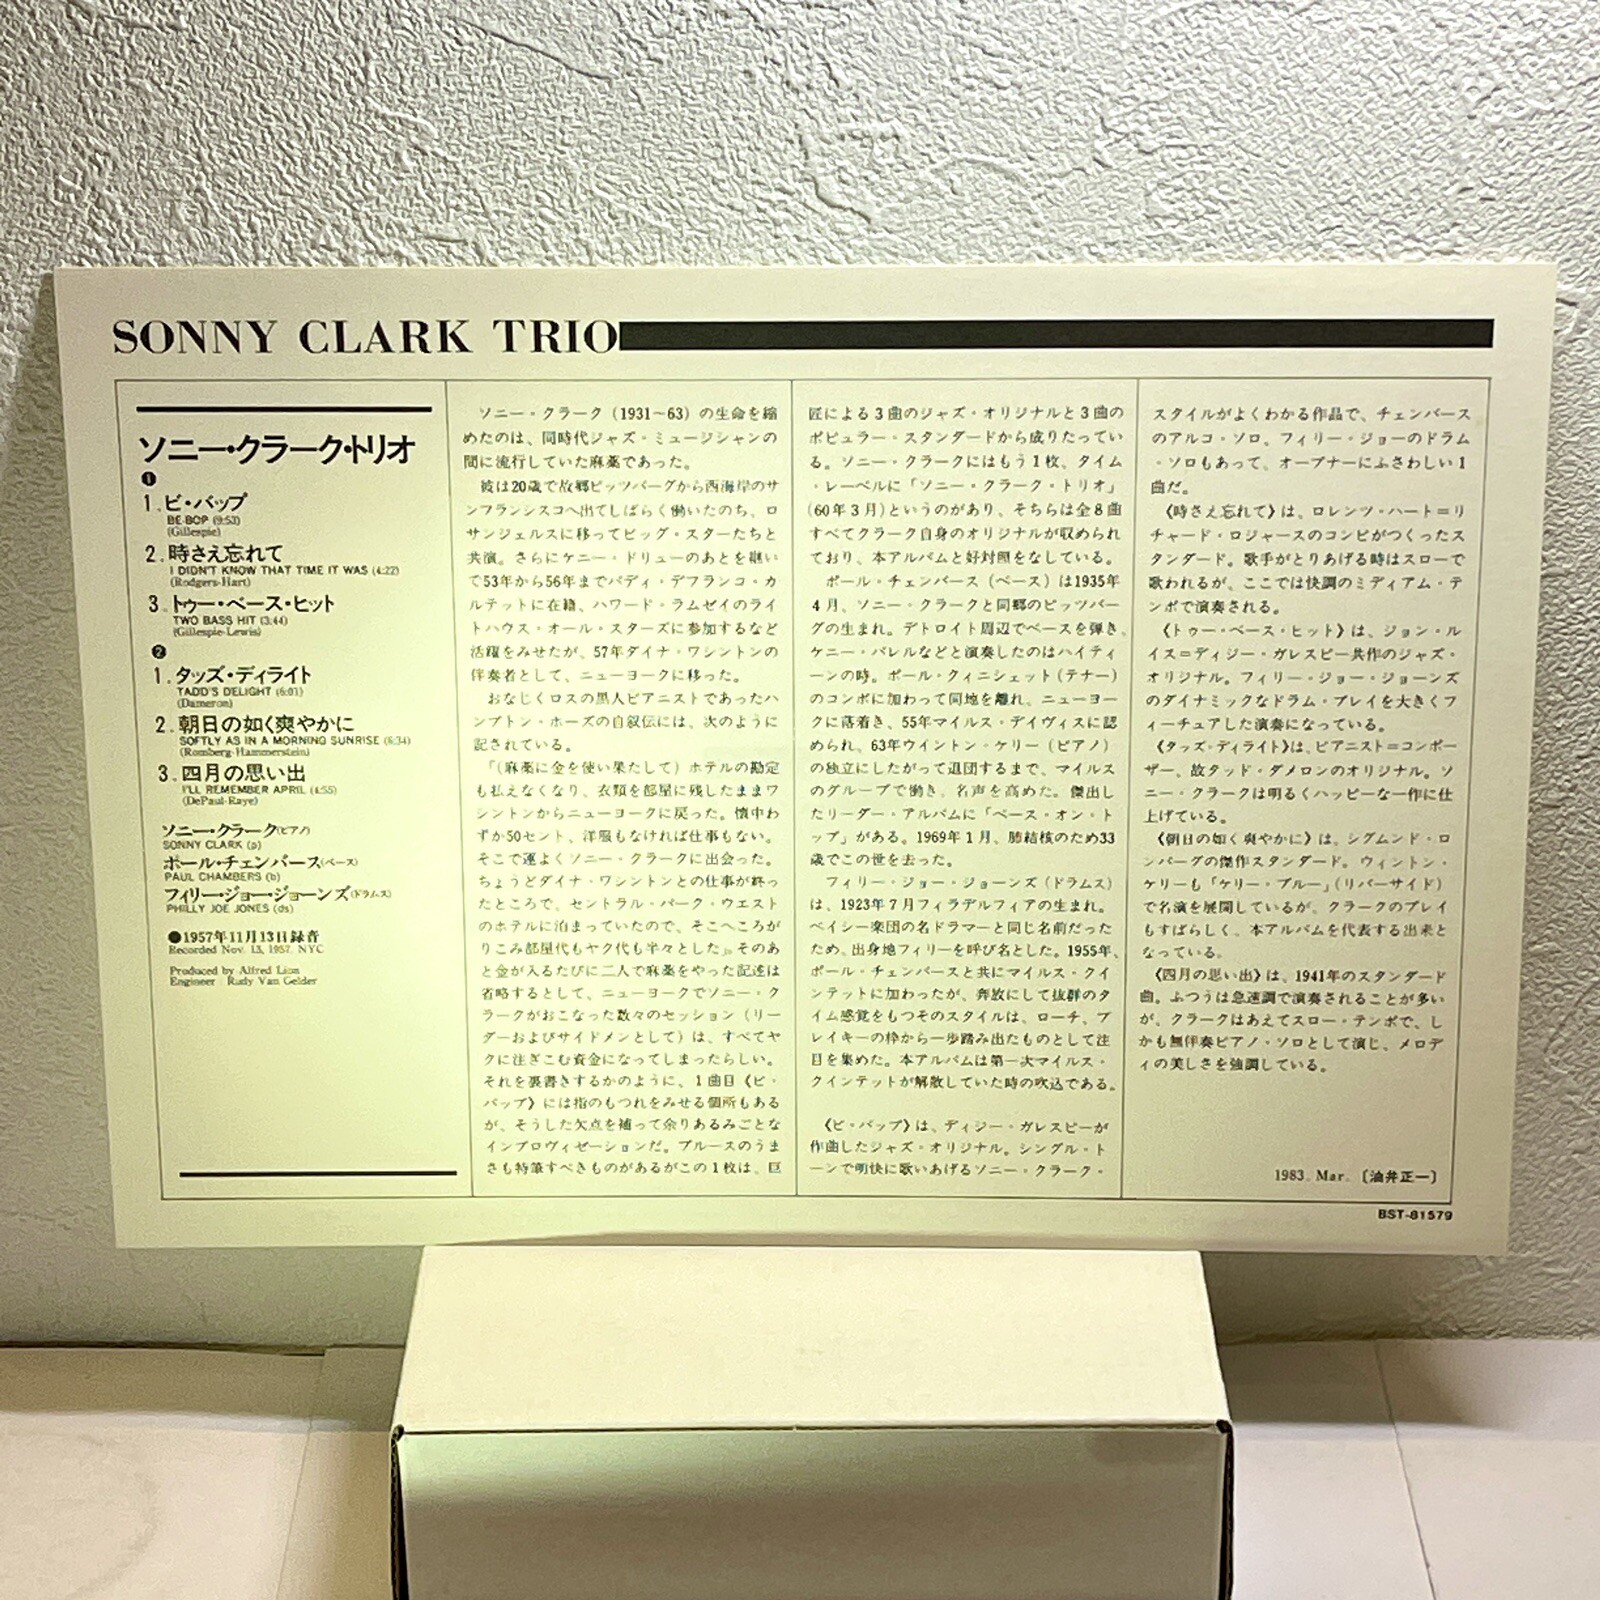 SONNY CLARK TRIO
ソニー・クラーク・トリオ
❶
1. ビ・バップ
BE-BOP (9:53)
(Gillespie)
2. 時さえ忘れて
I DIDN'T KNOW THAT TIME IT WAS (4:22)
(Rodgers-Hart)
3. トゥー・ベース・ヒット
TWO BASS HIT (3:44)
(Gillespie-Lewis)
❷
1. タッズ・ディライト
TADD'S DELIGHT (6:01)
(Dameron)
2. 朝日の如く爽やかに
SOFTLY AS IN A MORNING SUNRISE (6:34)
(Romberg-Hammerstein)
3. 四月の思い出
I'LL REMEMBER APRIL (4:55)
(DePaul-Raye)
ソニー・クラーク(ピアノ)
SONNY CLARK (p)
ポール・チェンバース(ベース)
PAUL CHAMBERS (b)
フィリー・ジョー・ジョーンズ(ドラムス)
PHILLY JOE JONES (ds)
●1957年11月13日録音
Recorded Nov. 13, 1957. NYC
Produced by Alfred Lion
Engineer : Rudy Van Gelder
ソニー・クラーク (1931〜63) の生命を縮
めたのは、同時代ジャズ・ミュージシャンの
間に流行していた麻薬であった。
彼は20歳で故郷ピッツバーグから西海岸のサ
ンフランシスコへ出てしばらく働いたのち、ロ
サンジェルスに移ってビッグ・スターたちと
共演。さらにケニー・ドリューのあとを継い
で53年から56年までバディ・デフランコ・カ
ルテットに在籍、ハワード・ラムゼイのライ
トハウス・オール・スターズに参加するなど
活躍をみせたが、57年ダイナ・ワシントンの
伴奏者として、ニューヨークに移った。
おなじくロスの黒人ピアニストであったハ
ンプトン・ホーズの自叙伝には、次のように
記されている。
「(麻薬に金を使い果たして) ホテルの勘定
も払えなくなり、衣類を部屋に残したままワ
シントンからニューヨークに戻った。懐中わ
ずか50セント、洋服もなければ仕事もない。
そこで運よくソニー・クラークに出会った。
ちょうどダイナ・ワシントンとの仕事が終っ
たところで、セントラル・パーク・ウエスト
のホテルに泊まっていたので、そこへころが
りこみ部屋代もヤク代も半々とした」そのあ
と金が入るたびに二人で麻薬をやった記述は
省略するとして、ニューヨークでソニー・ク
ラークがおこなった数々のセッション (リー
ダーおよびサイドメンとして) は、すべてヤ
クに注ぎこむ資金になってしまったらしい。
それを裏書きするかのように、1曲目《ビ・
バップ》には指のもつれをみせる個所もある
が、そうした欠点を補って余りあるみごとな
インプロヴィゼーションだ。ブルースのうま
さも特筆すべきものがあるがこの1枚は、巨
匠による3曲のジャズ・オリジナルと3曲の
ポピュラー・スタンダードから成りたってい
る。ソニー・クラークにはもう1枚、タイム
・レーベルに「ソニー・クラーク・トリオ」
(60年3月)というのがあり、そちらは全8曲
すべてクラーク自身のオリジナルが収められ
ており、本アルバムと好対照をなしている。
ポール・チェンバース (ベース) は1935年
4月、ソニー・クラークと同郷のピッツバー
グの生まれ。デトロイト周辺でベースを弾き、
ケニー・バレルなどと演奏したのはハイティ
ーンの時。ポール・クィニシェット (テナー)
のコンボに加わって同地を離れ、ニューヨー
クに落着き、55年マイルス・デイヴィスに認
められ、63年ウイントン・ケリー (ピアノ)
の独立にしたがって退団するまで、マイルス
のグループで働き、名声を高めた。傑出し
たリーダー・アルバムに「ベース・オン・ト
ップ」がある。1969年1月、肺結核のため33
歳でこの世を去った。
フィリー・ジョー・ジョーンズ (ドラムス)
は、1923年7月フィラデルフィアの生まれ。
ベイシー楽団の名ドラマーと同じ名前だった
ため、出身地フィリーを呼び名とした。1955年、
ポール・チェンバースと共にマイルス・クイ
ンテットに加わったが、奔放にして抜群のタ
イム感覚をもつそのスタイルは、ローチ、ブ
レイキーの枠から一歩踏み出たものとして注
目を集めた。本アルバムは第一次マイルス・
クインテットが解散していた時の吹込である。
《ビ・バップ》は、ディジー・ガレスピーが
作曲したジャズ・オリジナル。シングル・ト
ーンで明快に歌いあげるソニー・クラーク・
スタイルがよくわかる作品で、チェンバース
のアルコ・ソロ、フィリー・ジョーのドラム
・ソロもあって、オープナーにふさわしい1
曲だ。
《時さえ忘れて》は、ロレンツ・ハート=リ
チャード・ロジャースのコンビがつくったス
タンダード。歌手がとりあげる時はスローで
歌われるが、ここでは快調のミディアム・テ
ンポで演奏される。
《トゥー・ベース・ヒット》は、ジョン・ル
イス=ディジー・ガレスピー共作のジャズ・
オリジナル。フィリー・ジョー・ジョーンズ
のダイナミックなドラム・プレイを大きくフ
ィーチュアした演奏になっている。
《タッズ・ディライト》は、ピアニスト=コンポー
ザー、故タッド・ダメロンのオリジナル。ソ
ニー・クラークは明るくハッピーな一作に仕
上げている。
《朝日の如く爽やかに》は、シグムンド・ロ
ンバーグの傑作スタンダード。ウィントン・
ケリーも「ケリー・ブルー」(リバーサイド)
で名演を展開しているが、クラークのプレイ
もすばらしく、本アルバムを代表する出来と
なっている。
《四月の思い出》は、1941年のスタンダード
曲。ふつうは急速調で演奏されることが多い
が、クラークはあえてスロー・テンポで、し
かも無伴奏ピアノ・ソロとして演じ、メロデ
ィの美しさを強調している。
1983. Mar. 〔油井正一〕
BST-81579